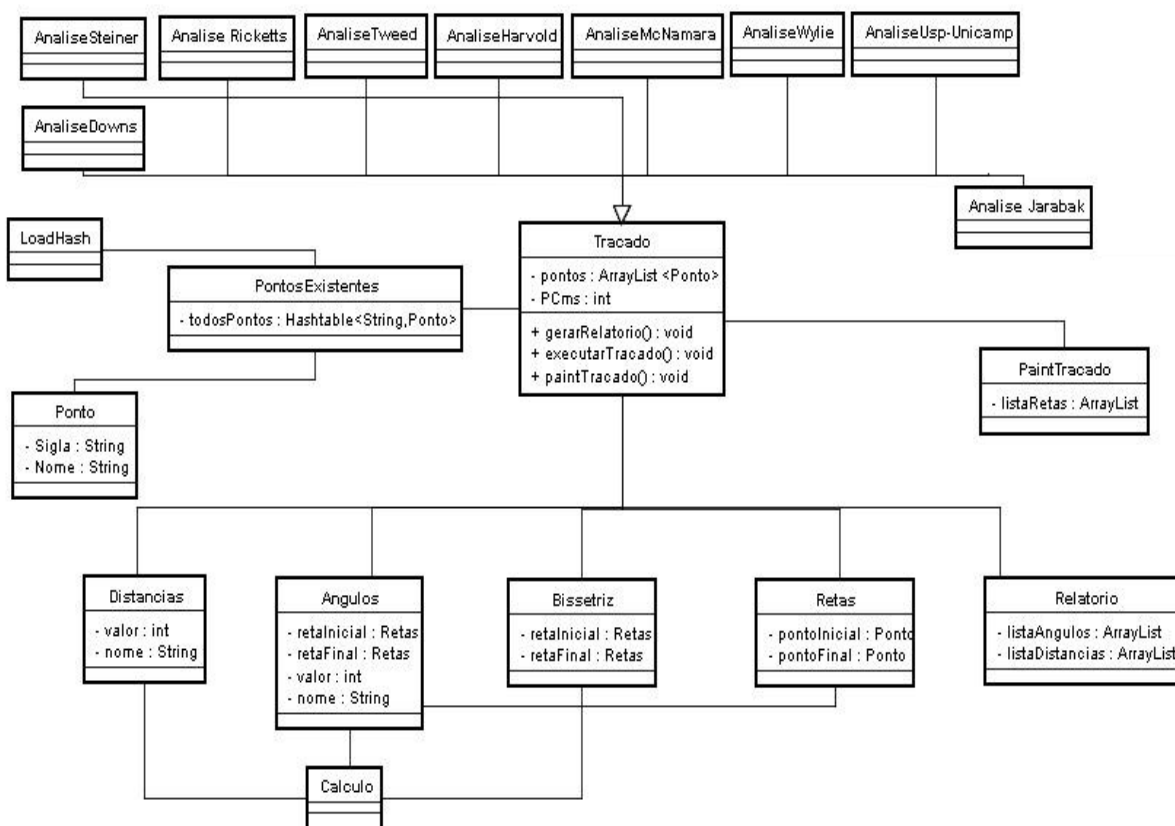 AnaliseSteiner
Analise Ricketts
AnaliseTweed
AnaliseHarvold
AnaliseMcNamara
AnaliseWylie
AnaliseUsp-Unicamp
AnaliseDowns
Analise Jarabak
LoadHash
PontosExistentes
- todosPontos : Hashtable<String,Ponto>
Tracado
- pontos : ArrayList <Ponto>
- PCms : int
+ gerarRelatorio() : void
+ executarTracado() : void
+ paintTracado() : void
PaintTracado
- listaRetas : ArrayList
Ponto
- Sigla : String
- Nome : String
Distancias
- valor : int
- nome : String
Angulos
- retaInicial : Retas
- retaFinal : Retas
- valor : int
- nome : String
Bissetriz
- retaInicial : Retas
- retaFinal : Retas
Retas
- pontoInicial : Ponto
- pontoFinal : Ponto
Relatorio
- listaAngulos : ArrayList
- listaDistancias : ArrayList
Calculo